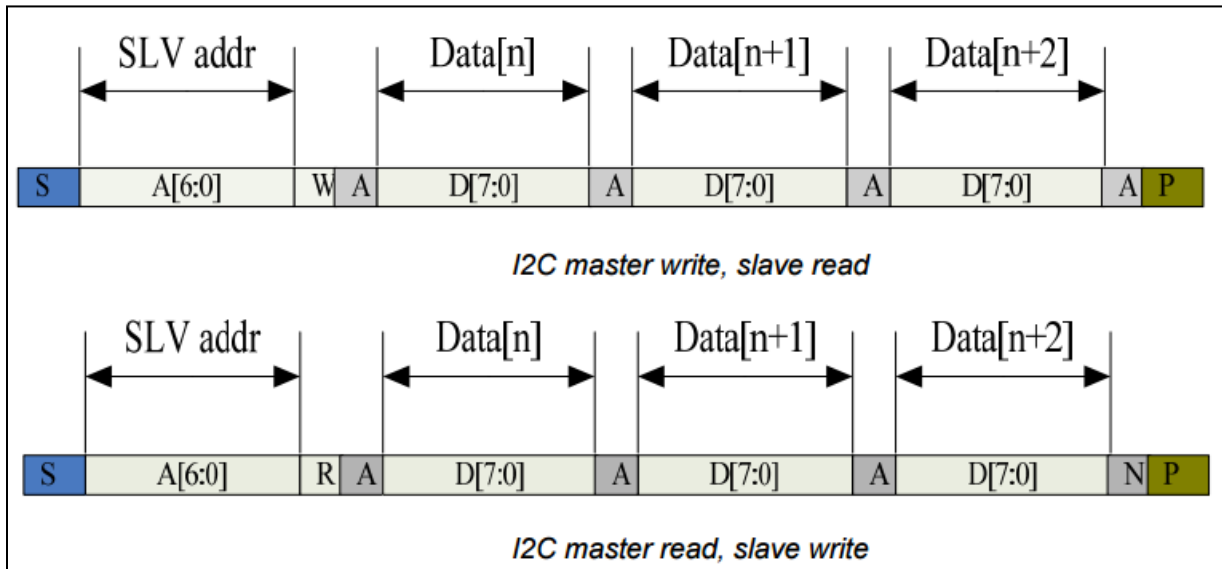 SLV addr Data[n] Data[n+1] Data[n+2]
S A[6:0] W A D[7:0] A D[7:0] A D[7:0] A P
I2C master write, slave read
SLV addr Data[n] Data[n+1] Data[n+2]
S A[6:0] R A D[7:0] A D[7:0] A D[7:0] N P
I2C master read, slave write